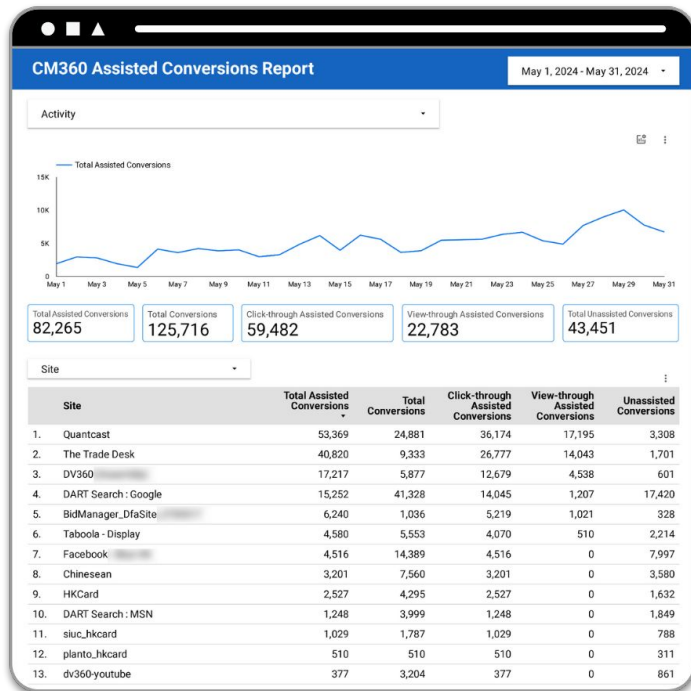 CM360 Assisted Conversions Report
May 1, 2024 - May 31, 2024
Activity
Total Assisted Conversions
15K
10K
5K
0
May 1 May 3 May 5 May 7 May 9 May 11 May 13 May 15 May 17 May 19 May 21 May 23 May 25 May 27 May 29 May 31
Total Assisted Conversions Total Conversions Click-through Assisted Conversions View-through Assisted Conversions Total Unassisted Conversions
82,265 125,716 59,482 22,783 43,451
Site
Site Total Assisted Conversions Total Conversions Click-through Assisted Conversions View-through Assisted Conversions Unassisted Conversions
1. Quantcast 53,369 24,881 36,174 17,195 3,308
2. The Trade Desk 40,820 9,333 26,777 14,043 1,701
3. DV360 17,217 5,877 12,679 4,538 601
4. DART Search : Google 15,252 41,328 14,045 1,207 17,420
5. BidManager_DfaSite 6,240 1,036 5,219 1,021 328
6. Taboola - Display 4,580 5,553 4,070 510 2,214
7. Facebook 4,516 14,389 4,516 0 7,997
8. Chinesean 3,201 7,560 3,201 0 3,580
9. HKCard 2,527 4,295 2,527 0 1,632
10. DART Search : MSN 1,248 3,999 1,248 0 1,849
11. siuc_hkcard 1,029 1,787 1,029 0 788
12. planto_hkcard 510 510 510 0 311
13. dv360-youtube 377 3,204 377 0 861